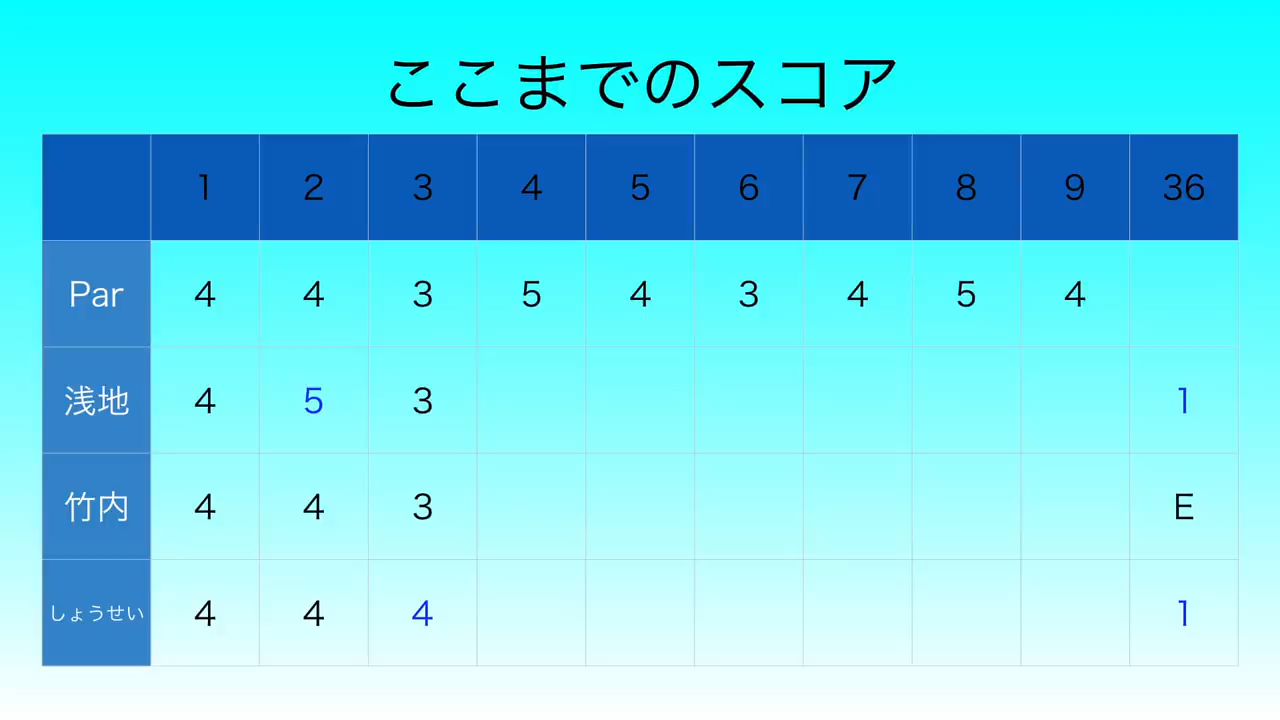 ここまでのスコア
1 2 3 4 5 6 7 8 9 36
Par 4 4 3 5 4 3 4 5 4
浅地 4 5 3 1
竹内 4 4 3 E
しょうせい 4 4 4 1